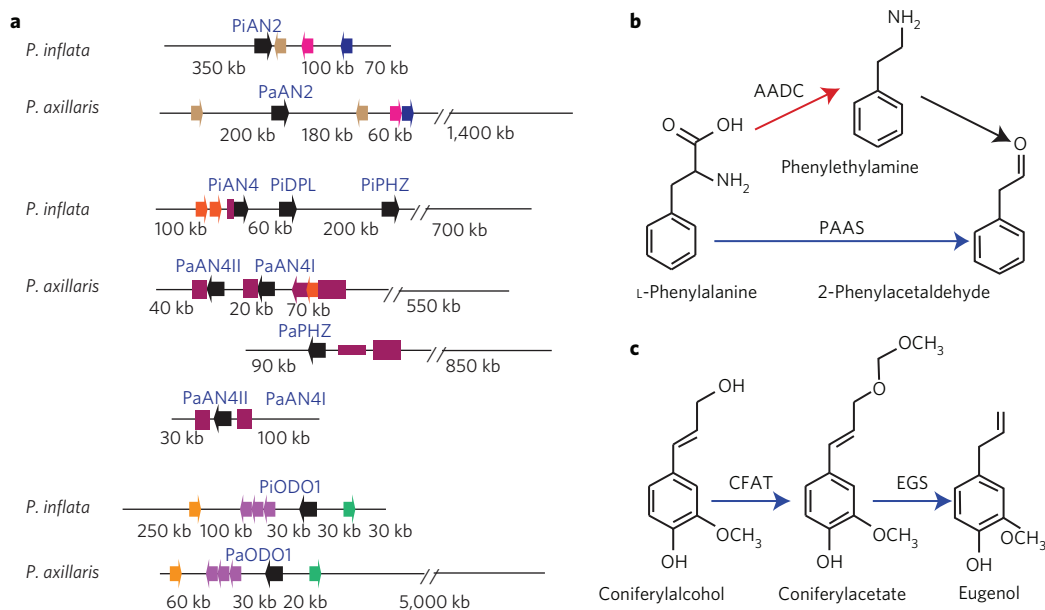 a
PiAN2
P. inflata
350 kb 100 kb 70 kb
PaAN2
P. axillaris
200 kb 180 kb 60 kb 1,400 kb
PiAN4 PiDPL PiPHZ
P. inflata
100 kb 60 kb 200 kb 700 kb
PaAN4II PaAN4I
P. axillaris
40 kb 20 kb 70 kb 550 kb
PaPHZ
90 kb 850 kb
PaAN4II PaAN4I
30 kb 100 kb
PiODO1
P. inflata
250 kb 100 kb 30 kb 30 kb 30 kb
PaODO1
P. axillaris
60 kb 30 kb 20 kb 5,000 kb
b
NH2
AADC
O OH
NH2
Phenylethylamine
O
PAAS
L-Phenylalanine 2-Phenylacetaldehyde
c
OCH3
OH
O
CFAT EGS
OCH3 OCH3 OCH3
OH OH OH
Coniferylalcohol Coniferylacetate Eugenol